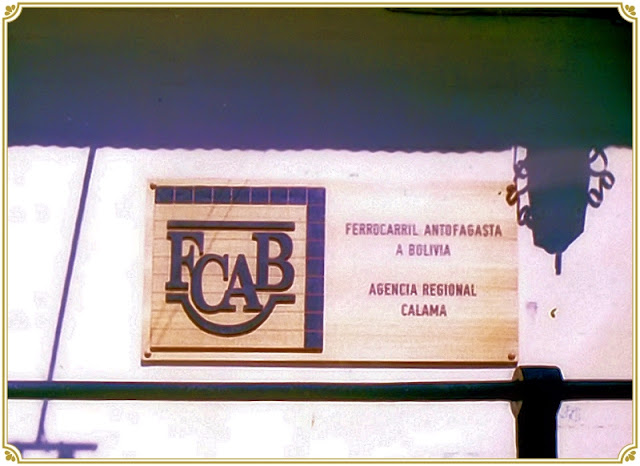 FCAB
FERROCARRIL ANTOFAGASTA
A BOLIVIA
AGENCIA REGIONAL
CALAMA